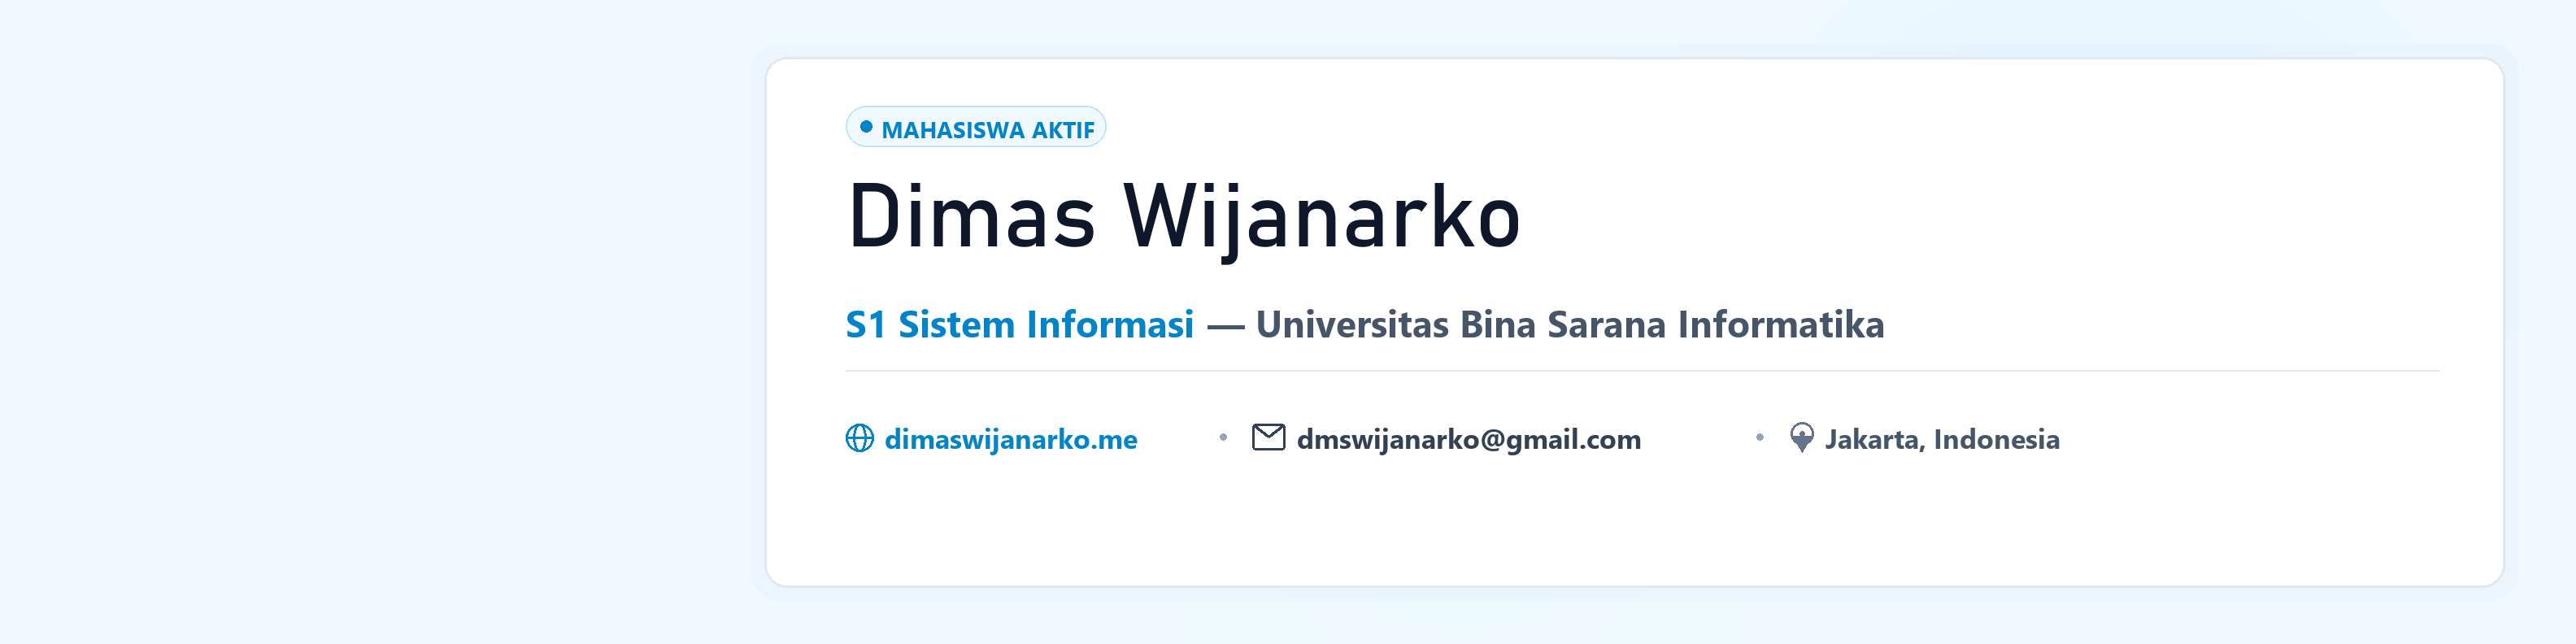 MAHASISWA AKTIF
Dimas Wijanarko
S1 Sistem Informasi — Universitas Bina Sarana Informatika
dimaswijanarko.me • dmswijanarko@gmail.com • Jakarta, Indonesia